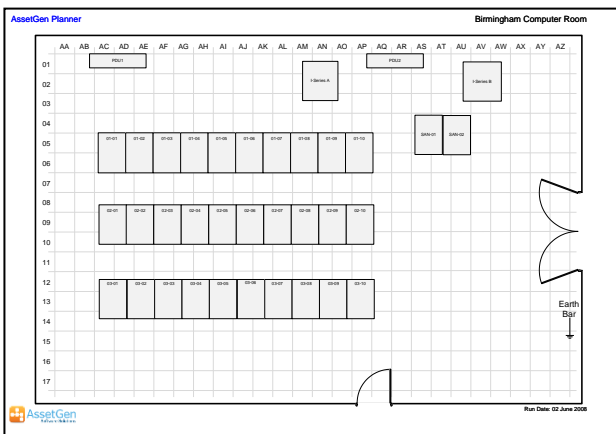 AssetGen Planner
Birmingham Computer Room
AA AB AC AD AE AF AG AH AI AJ AK AL AM AN AO AP AQ AR AS AT AU AV AW AX AY AZ
01
PDU1
PDU2
I-Series A
I-Series B
02
03
04
SAN-01 SAN-02
01-01 01-02 01-03 01-04 01-05 01-06 01-07 01-08 01-09 01-10
05
06
07
08
02-01 02-02 02-03 02-04 02-05 02-06 02-07 02-08 02-09 02-10
09
10
11
03-01 03-02 03-03 03-04 03-05 03-06 03-07 03-08 03-09 03-10
12
13
Earth
Bar
14
15
16
17
AssetGen
Run Date: 02 June 2008